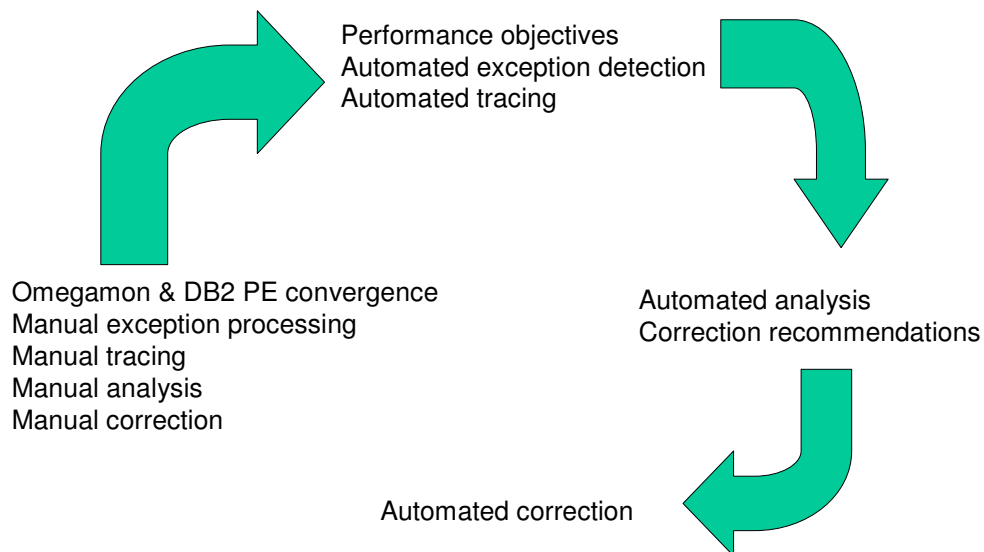 Performance objectives
Automated exception detection
Automated tracing
Omegamon & DB2 PE convergence
Manual exception processing
Manual tracing
Manual analysis
Manual correction
Automated analysis
Correction recommendations
Automated correction